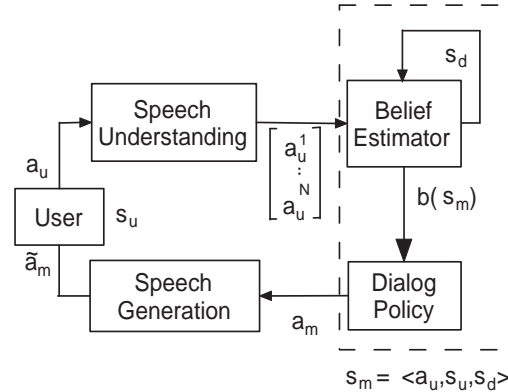 s_d
Speech
Understanding
Belief
Estimator
a_u
a_u^1
:
N
a_u
b( s_m)
User
s_u
ã_m
Speech
Generation
a_m
Dialog
Policy
s_m = <a_u,s_u,s_d>